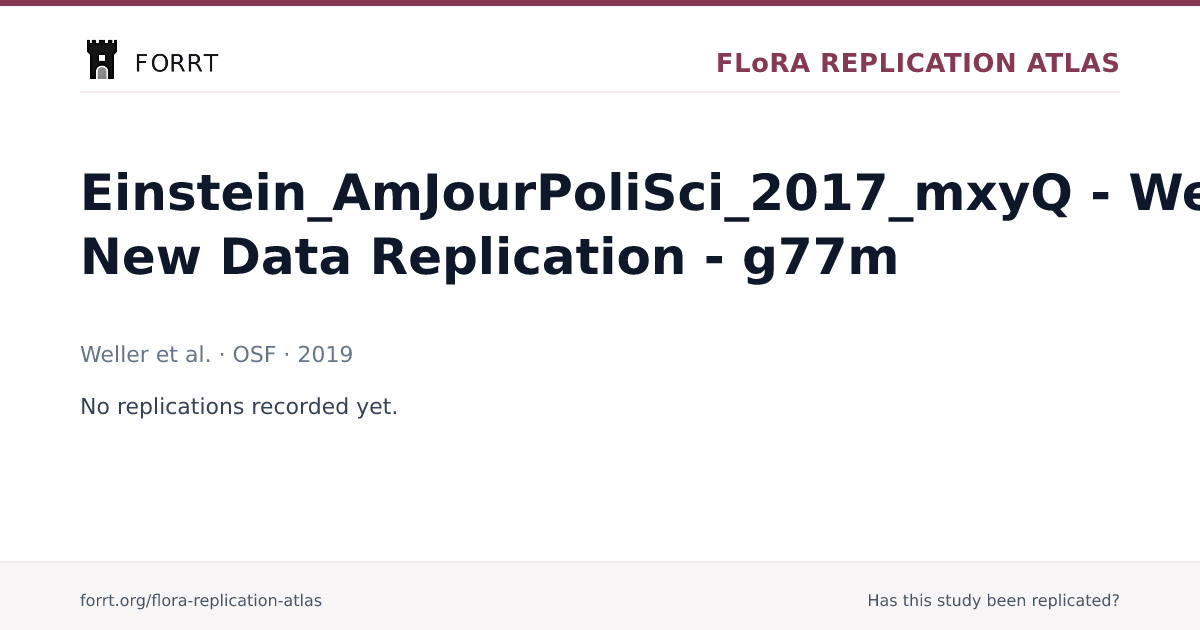 FORRT
FLoRA REPLICATION ATLAS
Einstein_AmJourPoliSci_2017_mxyQ - We
New Data Replication - g77m
Weller et al. · OSF · 2019
No replications recorded yet.
forrt.org/flora-replication-atlas
Has this study been replicated?